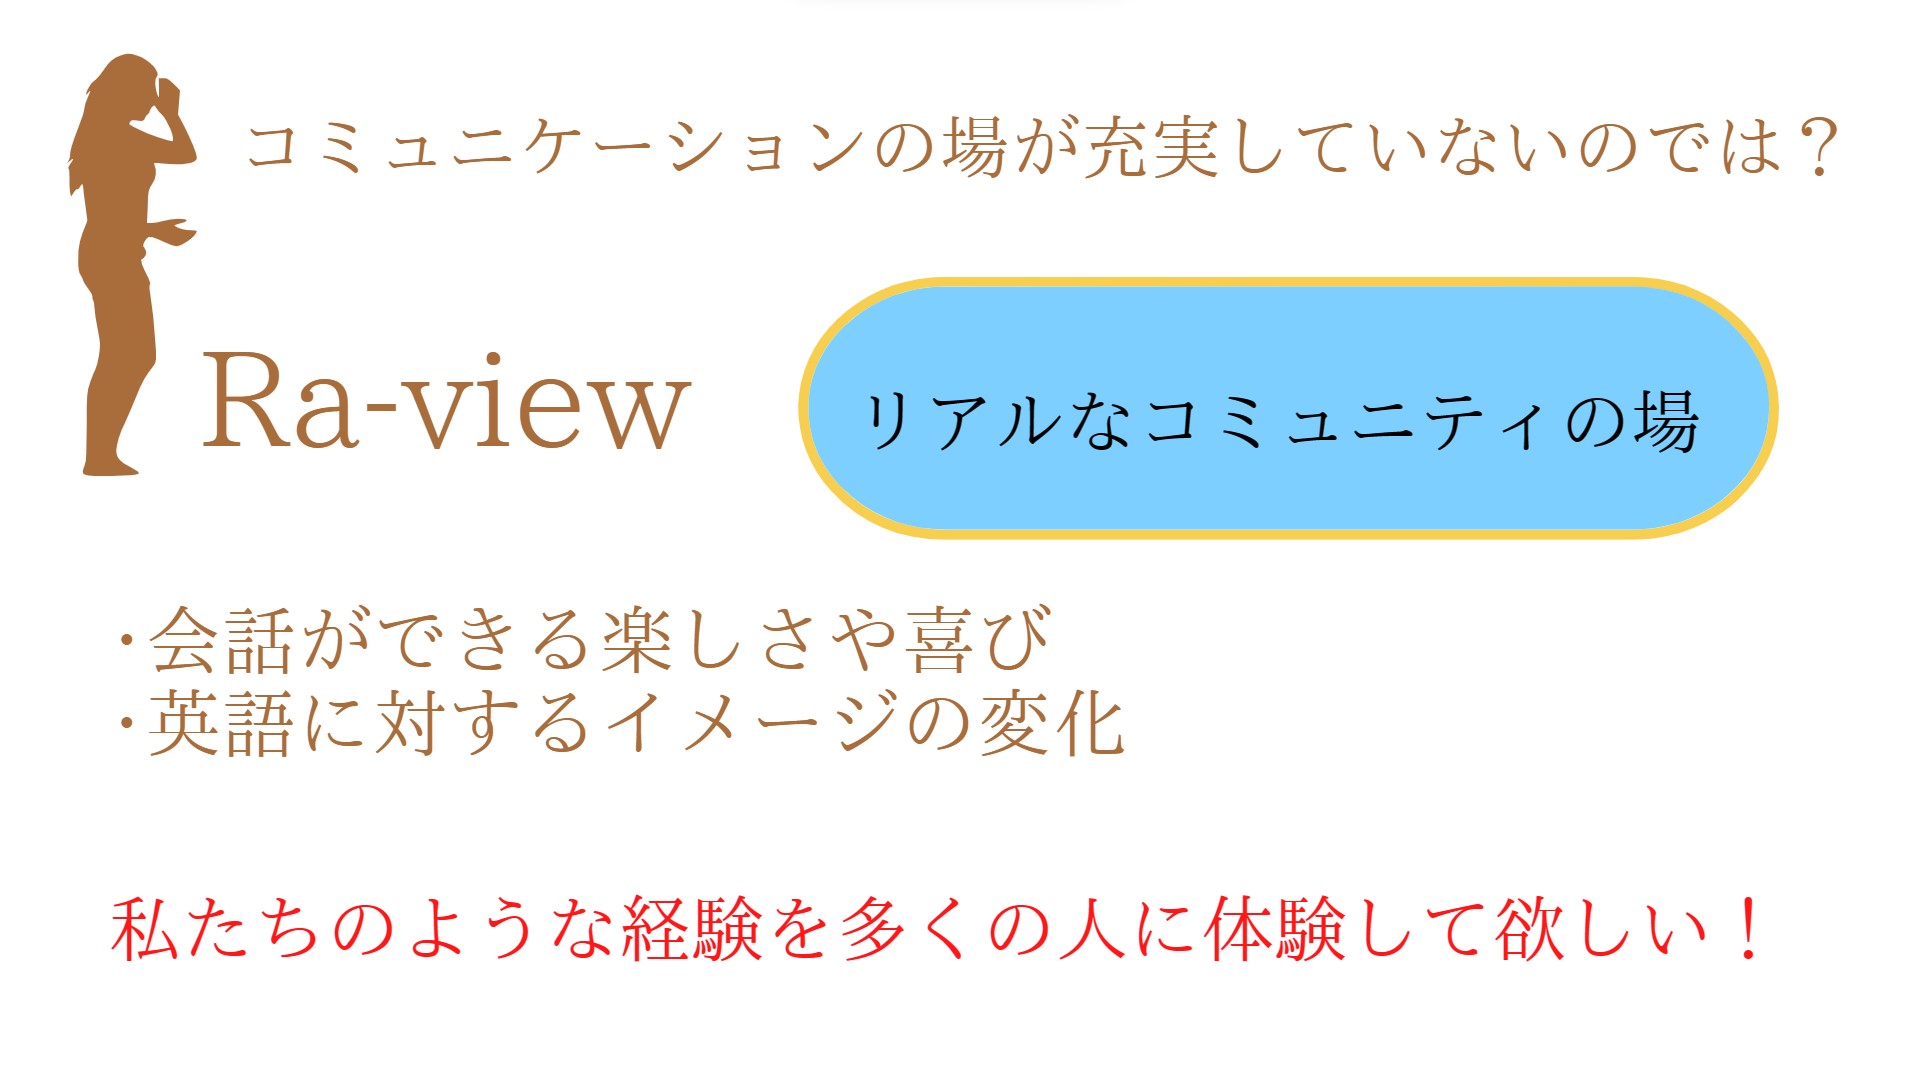 コミュニケーションの場が充実していないのでは？
Ra-view
リアルなコミュニティの場
・会話ができる楽しさや喜び
・英語に対するイメージの変化
私たちのような経験を多くの人に体験して欲しい！